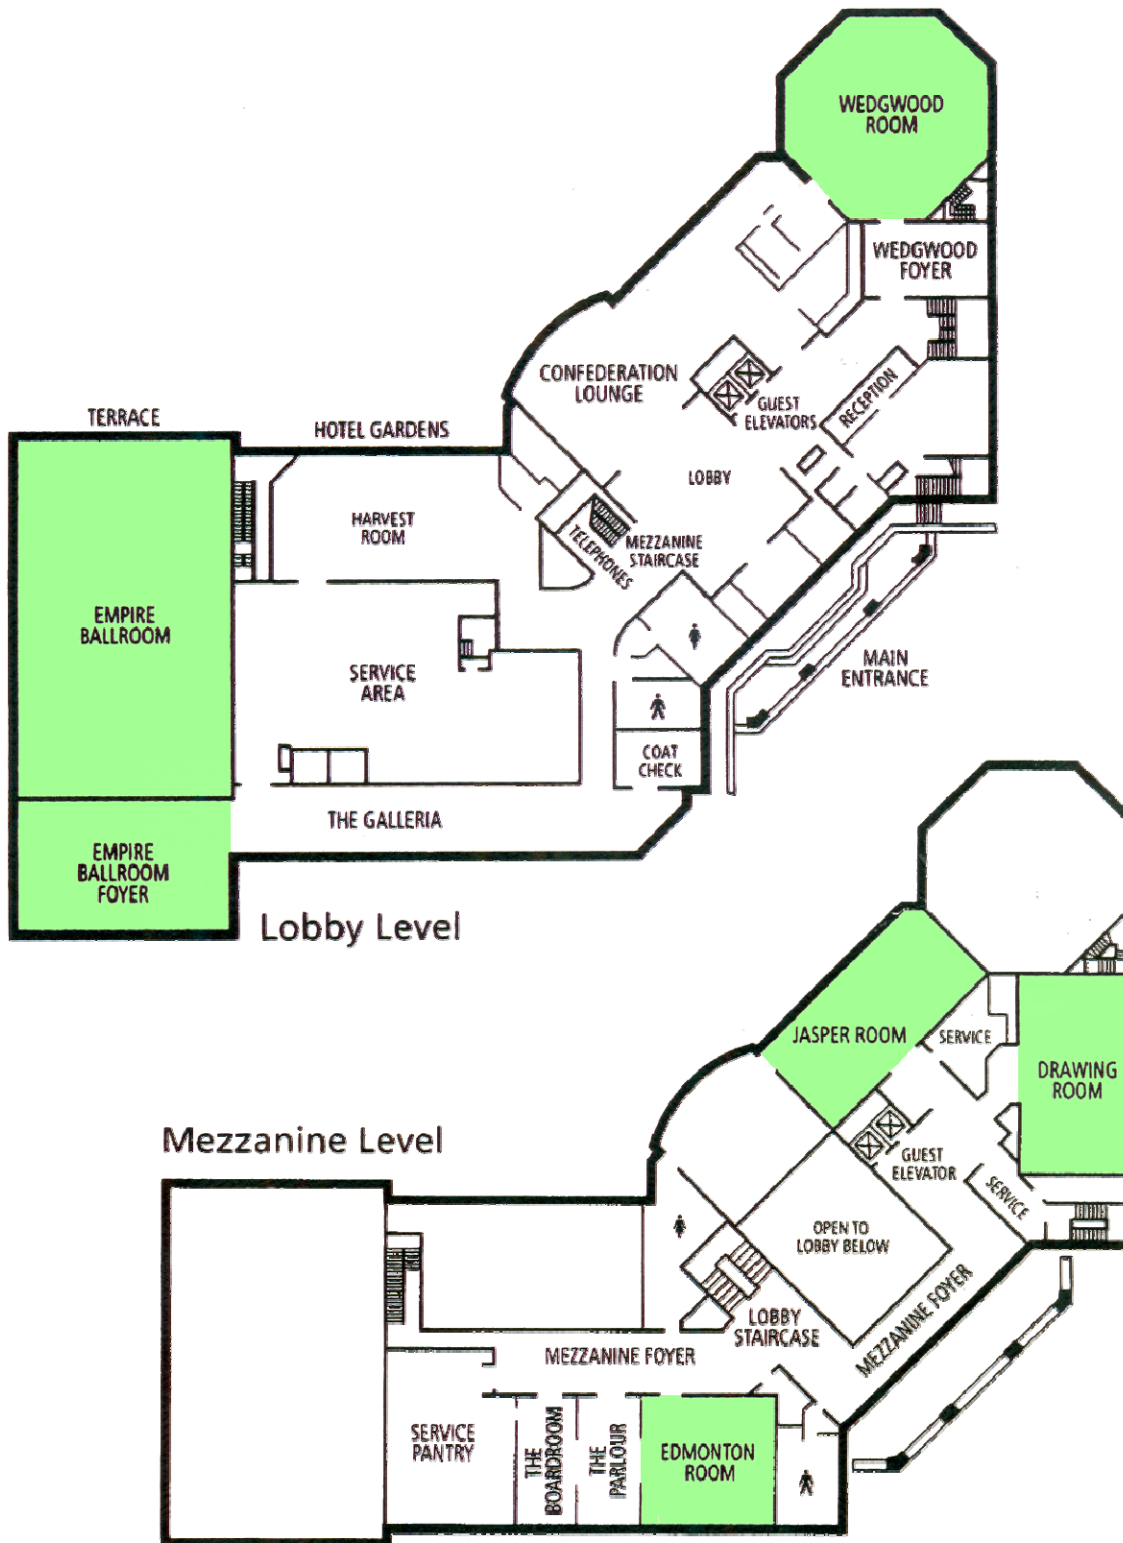 WEDGWOOD
ROOM
WEDGWOOD
FOYER
CONFEDERATION
LOUNGE
GUEST
ELEVATORS
RECEPTION
TERRACE
HOTEL GARDENS
LOBBY
HARVEST
ROOM
TELEPHONES
MEZZANINE
STAIRCASE
EMPIRE
BALLROOM
SERVICE
AREA
MAIN
ENTRANCE
COAT
CHECK
THE GALLERIA
EMPIRE
BALLROOM
FOYER
Lobby Level
JASPER ROOM
SERVICE
DRAWING
ROOM
Mezzanine Level
GUEST
ELEVATOR
SERVICE
OPEN TO
LOBBY BELOW
LOBBY
STAIRCASE
MEZZANINE FOYER
MEZZANINE FOYER
SERVICE
PANTRY
THE
BOARDROOM
THE
PARLOUR
EDMONTON
ROOM